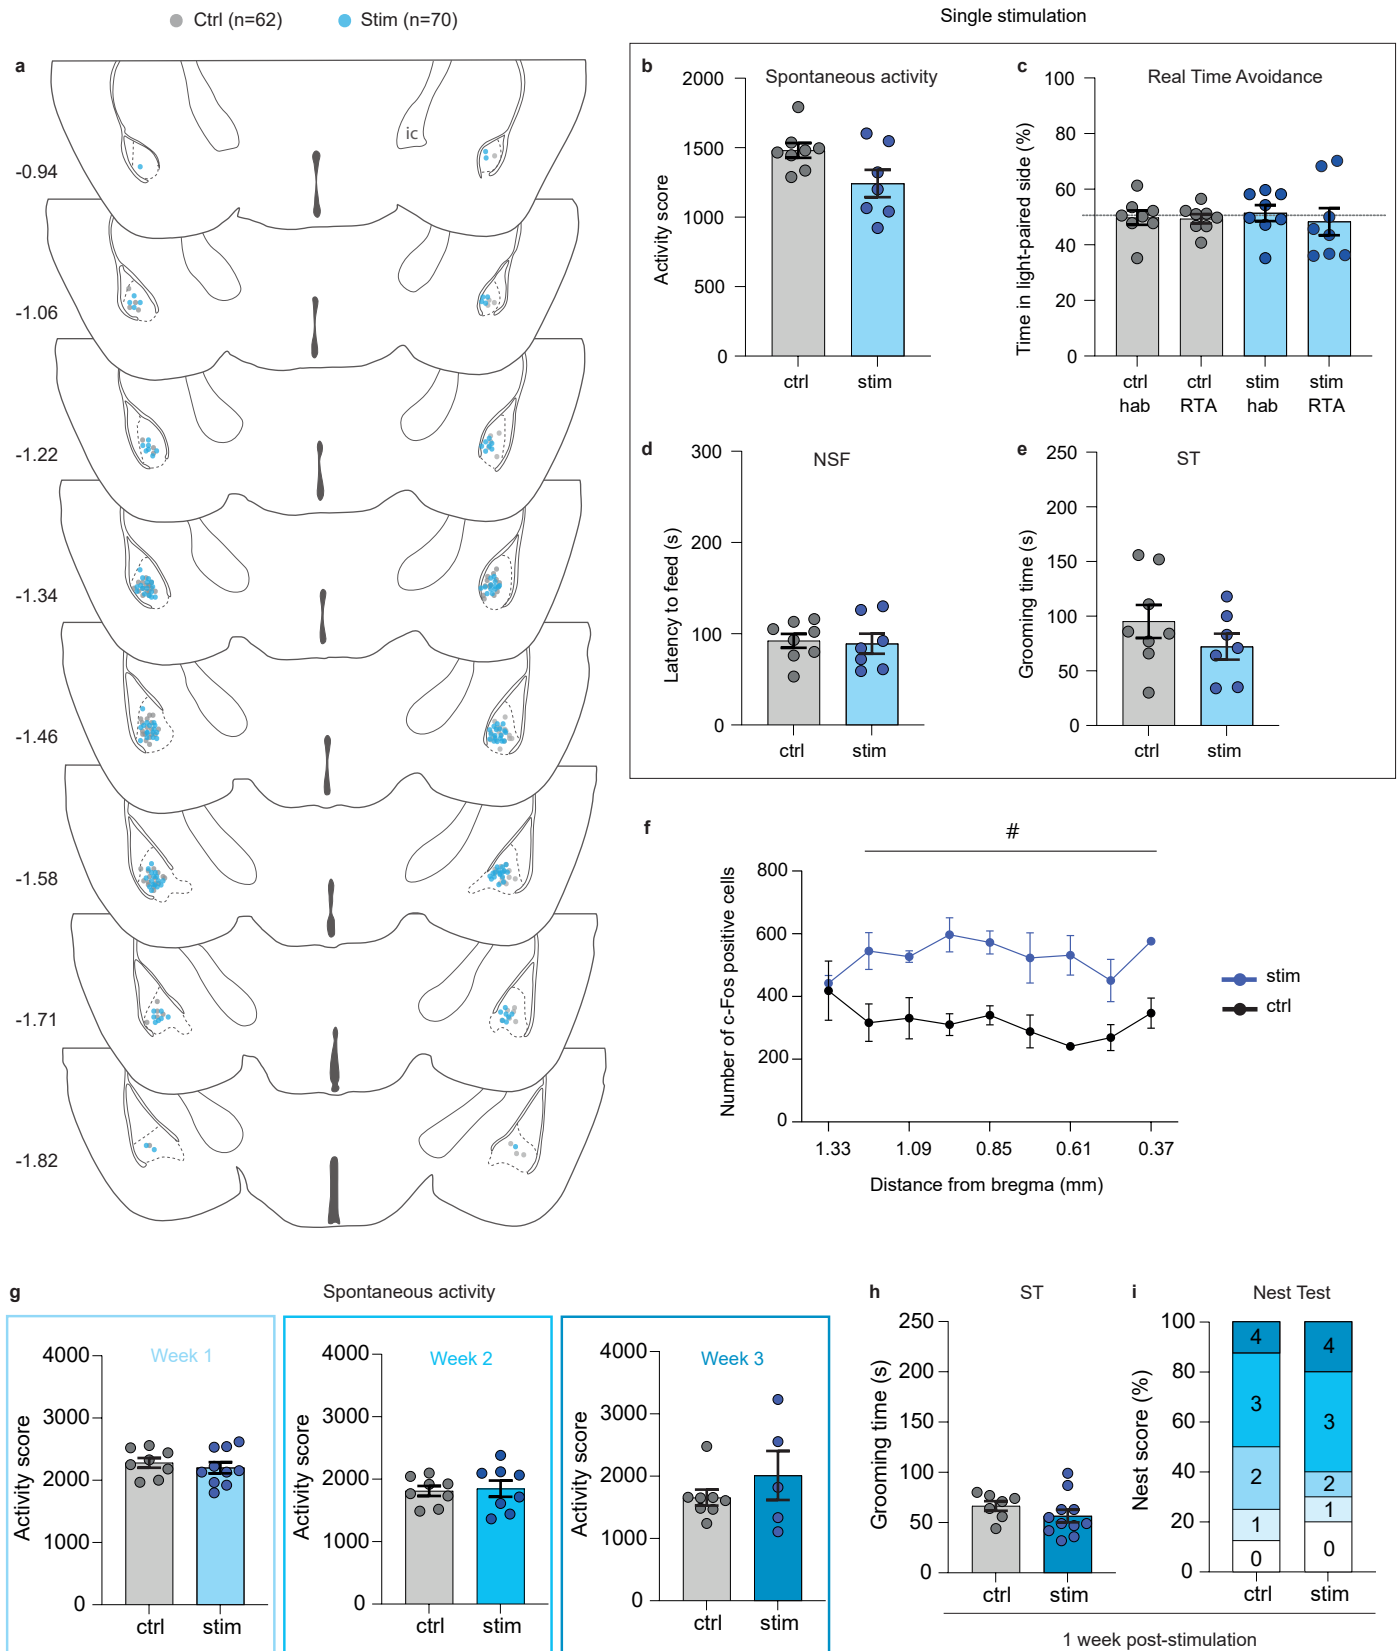 Ctrl (n=62) Stim (n=70)
Single stimulation
a
ic
-0.94
-1.06
-1.22
-1.34
-1.46
-1.58
-1.71
-1.82
b
Spontaneous activity
Activity score
2000
1500
1000
500
0
ctrl stim
c
Real Time Avoidance
Time in light-paired side (%)
100
80
60
40
20
0
ctrl ctrl stim stim
hab RTA hab RTA
d
NSF
Latency to feed (s)
300
200
100
0
ctrl stim
e
ST
Grooming time (s)
250
200
150
100
50
0
ctrl stim
f
#
Number of c-Fos positive cells
800
600
400
200
0
1.33 1.09 0.85 0.61 0.37
Distance from bregma (mm)
stim
ctrl
g
Spontaneous activity
Week 1
Activity score
4000
3000
2000
1000
0
ctrl stim
Week 2
Activity score
4000
3000
2000
1000
0
ctrl stim
Week 3
Activity score
4000
3000
2000
1000
0
ctrl stim
h
ST
Grooming time (s)
250
200
150
100
50
0
ctrl stim
i
Nest Test
Nest score (%)
100
80
60
40
20
0
4
3
2
1
0
4
3
2
1
0
ctrl stim
1 week post-stimulation